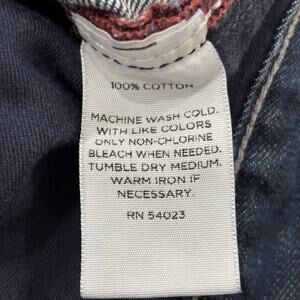 100% COTTON
MACHINE WASH COLD.
WITH LIKE COLORS
ONLY NON-CHLORINE
BLEACH WHEN NEEDED.
TUMBLE DRY MEDIUM.
WARM IRON IF
NECESSARY.
RN 54023